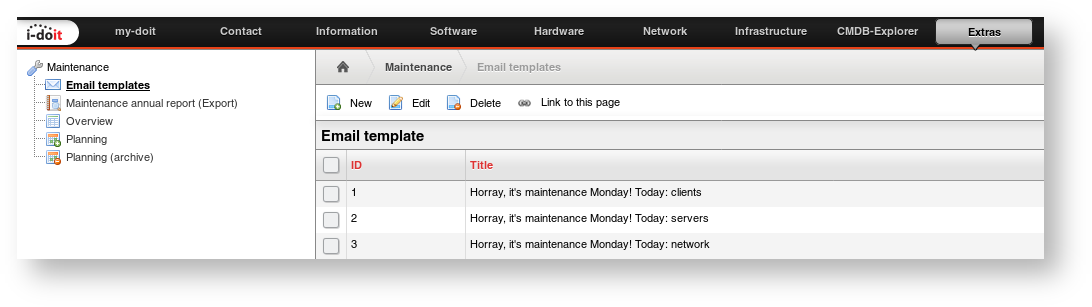 i-doit my-doit Contact Information Software Hardware Network Infrastructure CMDB-Explorer Extras
Maintenance
Email templates
Maintenance annual report (Export)
Overview
Planning
Planning (archive)
Maintenance Email templates
New Edit Delete Link to this page
Email template
ID Title
1 Horray, it's maintenance Monday! Today: clients
2 Horray, it's maintenance Monday! Today: servers
3 Horray, it's maintenance Monday! Today: network